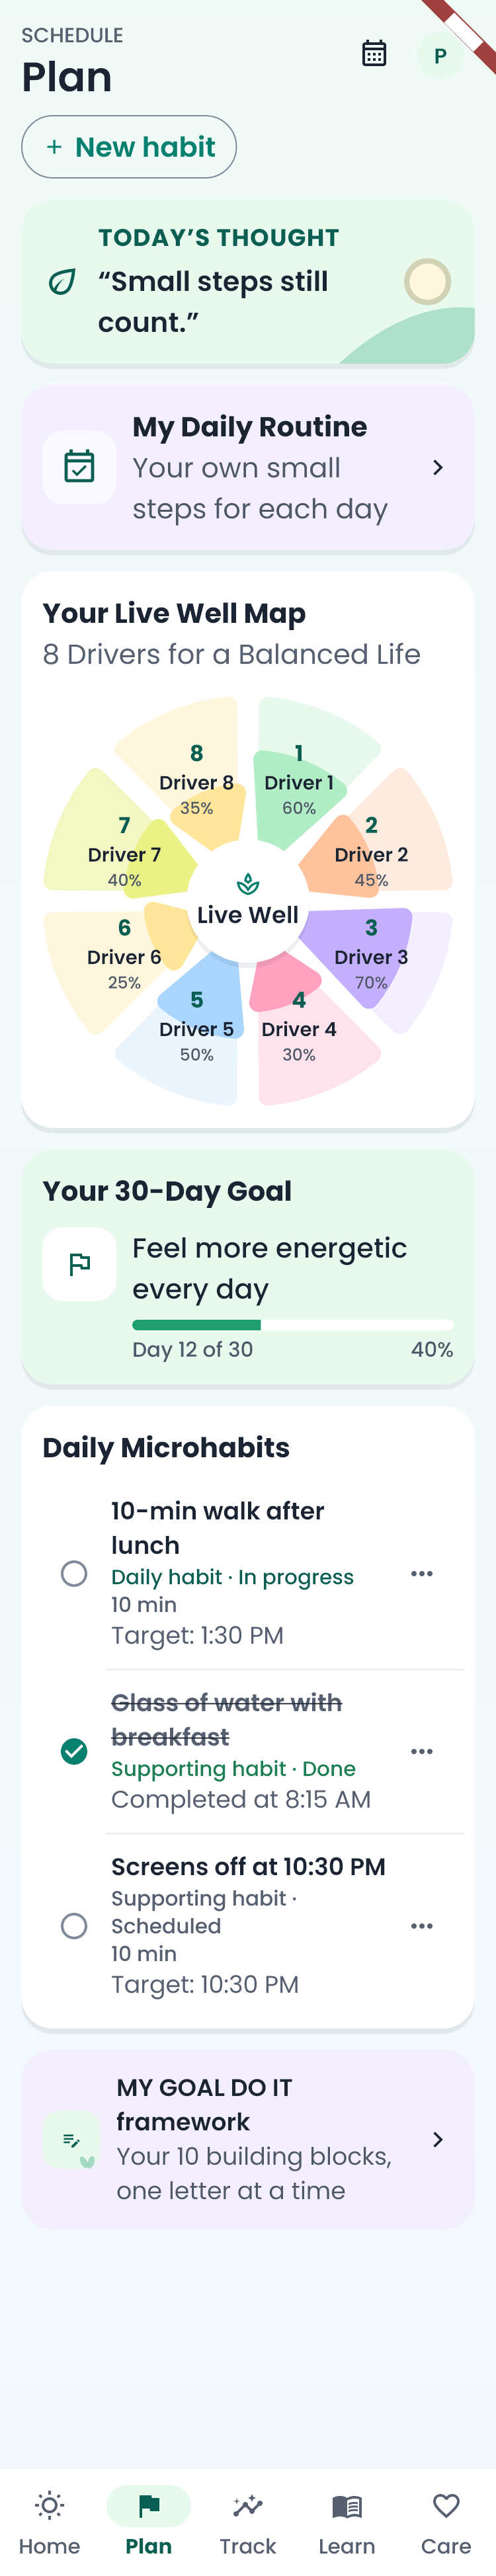 SCHEDULE
Plan
P
+ New habit
TODAY’S THOUGHT
“Small steps still
count.”
My Daily Routine
Your own small
steps for each day
Your Live Well Map
8 Drivers for a Balanced Life
8
Driver 8
35%
1
Driver 1
60%
7
Driver 7
40%
2
Driver 2
45%
Live Well
6
Driver 6
25%
3
Driver 3
70%
5
Driver 5
50%
4
Driver 4
30%
Your 30-Day Goal
Feel more energetic
every day
Day 12 of 30
40%
Daily Microhabits
10-min walk after
lunch
Daily habit · In progress
10 min
Target: 1:30 PM
Glass of water with
breakfast
Supporting habit · Done
Completed at 8:15 AM
Screens off at 10:30 PM
Supporting habit ·
Scheduled
10 min
Target: 10:30 PM
MY GOAL DO IT
framework
Your 10 building blocks,
one letter at a time
Home
Plan
Track
Learn
Care